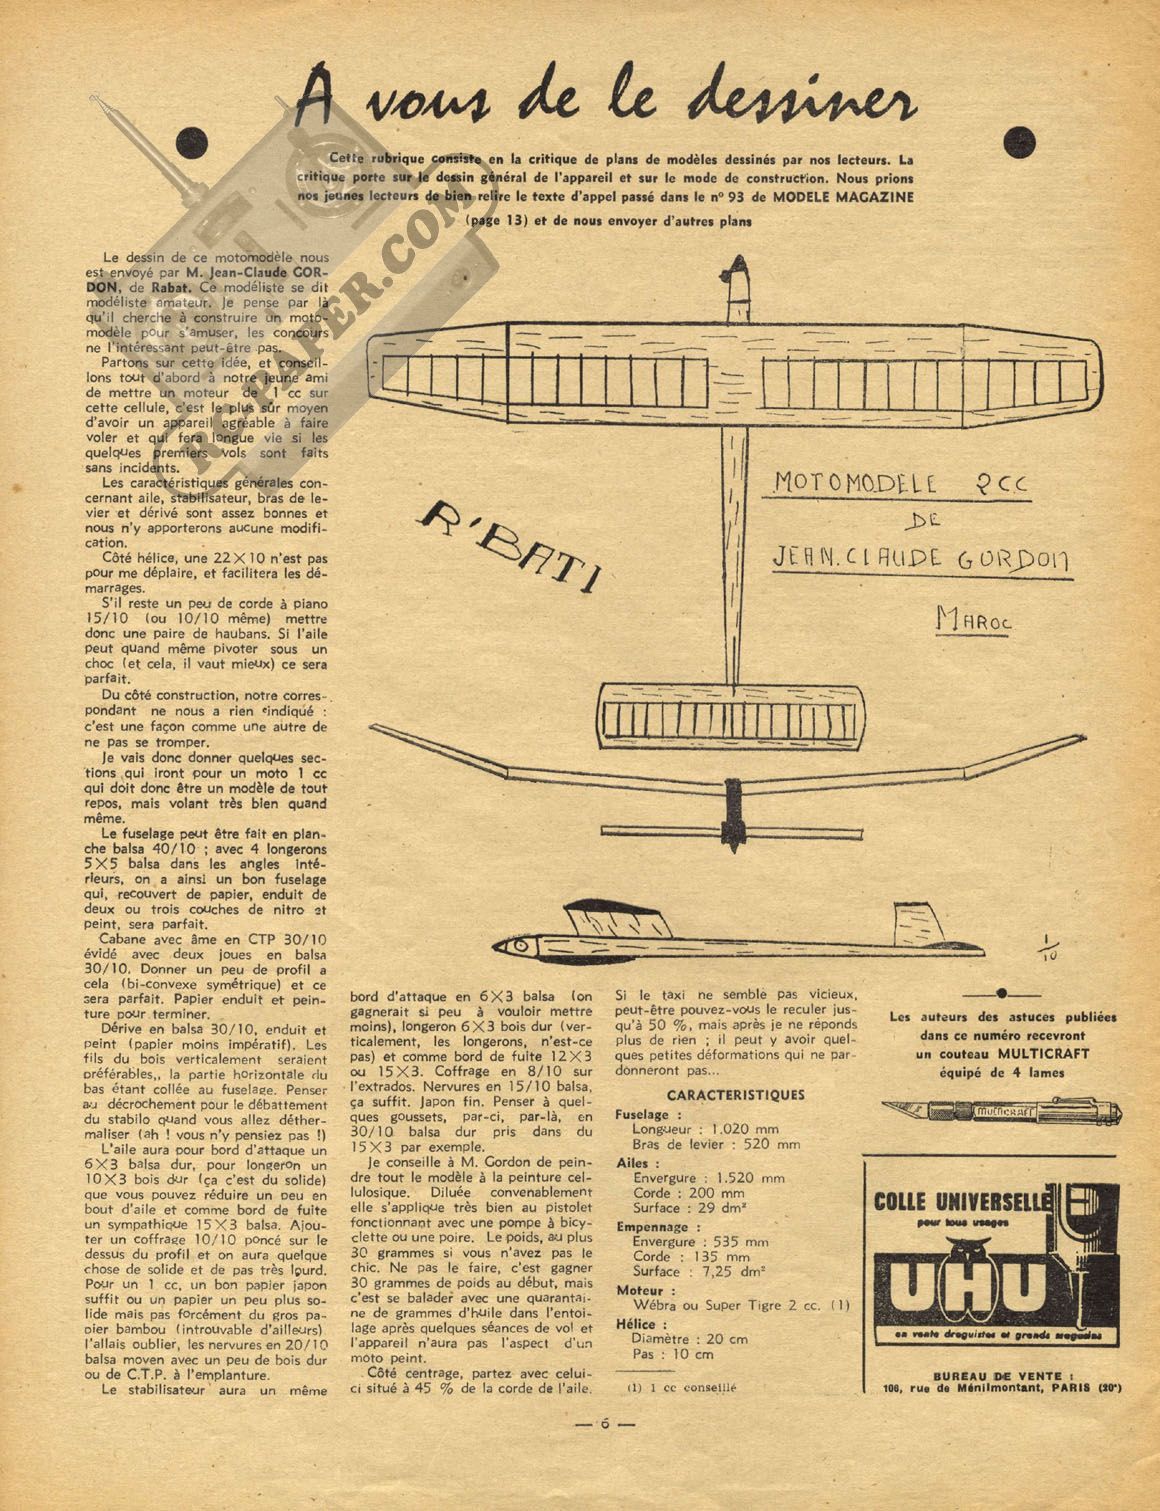 A vous de le dessiner
Cette rubrique consiste en la critique de plans de modèles dessinés par nos lecteurs. La
critique porte sur le dessin général de l'appareil et sur le mode de construction. Nous prions
nos jeunes lecteurs de bien relire le texte d'appel passé dans le n° 93 de MODELE MAGAZINE
(page 13) et de nous envoyer d'autres plans
RCPAPER.COM
Le dessin de ce motomodèle nous
est envoyé par M. Jean-Claude GOR-
DON, de Rabat. Ce modéliste se dit
modéliste amateur. Je pense par là
qu'il cherche à construire un moto-
modèle pour s'amuser, les concours
ne l'intéressant peut-être pas.
Partons sur cette idée, et conseil-
lons tout d'abord à notre jeune ami
de mettre un moteur de 1 cc sur
cette cellule, c'est le plus sûr moyen
d'avoir un appareil agréable à faire
voler et qui fera longue vie si les
quelques premiers vols sont faits
sans incidents.
Les caractéristiques générales con-
cernant aile, stabilisateur, bras de le-
vier et dérivé sont assez bonnes et
nous n'y apporterons aucune modifi-
cation.
Côté hélice, une 22×10 n'est pas
pour me déplaire, et facilitera les dé-
marrages.
S'il reste un peu de corde à piano
15/10 (ou 10/10 même) mettre
donc une paire de haubans. Si l'aile
peut quand même pivoter sous un
choc (et cela, il vaut mieux) ce sera
parfait.
Du côté construction, notre corres-
pondant ne nous a rien indiqué :
c'est une façon comme une autre de
ne pas se tromper.
Je vais donc donner quelques sec-
tions qui iront pour un moto 1 cc
qui doit donc être un modèle de tout
repos, mais volant très bien quand
même.
Le fuselage peut être fait en plan-
che balsa 40/10 ; avec 4 longerons
5×5 balsa dans les angles inté-
rieurs, on a ainsi un bon fuselage
qui, recouvert de papier, enduit de
deux ou trois couches de nitro et
peint, sera parfait.
Cabane avec âme en CTP 30/10
évidé avec deux joues en balsa
30/10. Donner un peu de profil a
cela (bi-convexe symétrique) et ce
sera parfait. Papier enduit et pein-
ture pour terminer.
Dérive en balsa 30/10, enduit et
peint (papier moins impératif). Les
fils du bois verticalement seraient
préférables,, la partie horizontale du
bas étant collée au fuselage. Penser
au décrochement pour le débattement
du stabilo quand vous allez déther-
maliser (ah ! vous n'y pensiez pas !)
L'aile aura pour bord d'attaque un
6×3 balsa dur, pour longeron un
10×3 bois dur (ça c'est du solide)
que vous pouvez réduire un peu en
bout d'aile et comme bord de fuite
un sympathique 15×3 balsa. Ajou-
ter un coffrage 10/10 poncé sur le
dessus du profil et on aura quelque
chose de solide et de pas très lourd.
Pour un 1 cc, un bon papier japon
suffit ou un papier un peu plus so-
lide mais pas forcément du gros pa-
pier bambou (introuvable d'ailleurs)
J'allais oublier, les nervures en 20/10
balsa moyen avec un peu de bois dur
ou de C.T.P. à l'emplanture.
Le stabilisateur aura un même
R'BATI
MOTOMODELE 2CC
DE
JEAN.CLAUDE GORDON
MAROC
1/10
bord d'attaque en 6×3 balsa (on
gagnerait si peu à vouloir mettre
moins), longeron 6×3 bois dur (ver-
ticalement, les longerons, n'est-ce
pas) et comme bord de fuite 12×3
ou 15×3. Coffrage en 8/10 sur
l'extrados. Nervures en 15/10 balsa,
ça suffit. Japon fin. Penser à quel-
ques goussets, par-ci, par-là, en
30/10 balsa dur pris dans du
15×3 par exemple.
Je conseille à M. Gordon de pein-
dre tout le modèle à la peinture cel-
lulosique. Diluée convenablement
elle s'applique très bien au pistolet
fonctionnant avec une pompe à bicy-
clette ou une poire. Le poids, au plus
30 grammes si vous n'avez pas le
chic. Ne pas le faire, c'est gagner
30 grammes de poids au début, mais
c'est se balader avec une quarantai-
ne de grammes d'huile dans l'entoi-
lage après quelques séances de vol et
l'appareil n'aura pas l'aspect d'un
moto peint.
Côté centrage, partez avec celui-
ci situé à 45 % de la corde de l'aile.
Si le taxi ne semble pas vicieux,
peut-être pouvez-vous le reculer jus-
qu'à 50 %, mais après je ne réponds
plus de rien ; il peut y avoir quel-
ques petites déformations qui ne par-
donneront pas...
CARACTERISTIQUES
Fuselage :
Longueur : 1.020 mm
Bras de levier : 520 mm
Ailes :
Envergure : 1.520 mm
Corde : 200 mm
Surface : 29 dm²
Empennage :
Envergure : 535 mm
Corde : 135 mm
Surface : 7,25 dm²
Moteur :
Wébra ou Super Tigre 2 cc. (1)
Hélice :
Diamètre : 20 cm
Pas : 10 cm
(1) 1 cc conseillé
Les auteurs des astuces publiées
dans ce numéro recevront
un couteau MULTICRAFT
équipé de 4 lames
MULTICRAFT
COLLE UNIVERSELLE
pour tous usages
UHU
en vente droguistes et grands magasins
BUREAU DE VENTE :
106, rue de Ménilmontant, PARIS (20°)
— 6 —